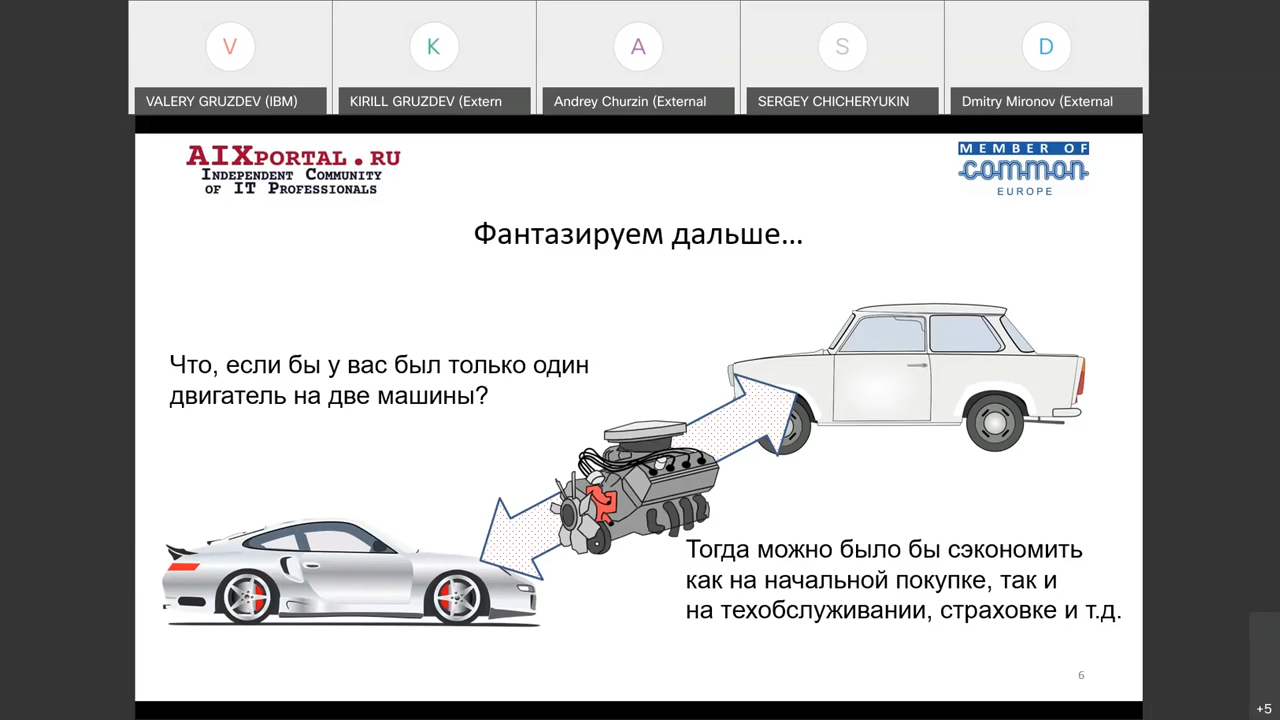 V
K
A
S
D
VALERY GRUZDEV (IBM)
KIRILL GRUZDEV (Extern
Andrey Churzin (External
SERGEY CHICHERYUKIN
Dmitry Mironov (External
AIXPORTAL.RU
INDEPENDENT COMMUNITY
OF IT PROFESSIONALS
MEMBER OF
common
EUROPE
Фантазируем дальше...
Что, если бы у вас был только один
двигатель на две машины?
Тогда можно было бы сэкономить
как на начальной покупке, так и
на техобслуживании, страховке и т.д.
6
+5